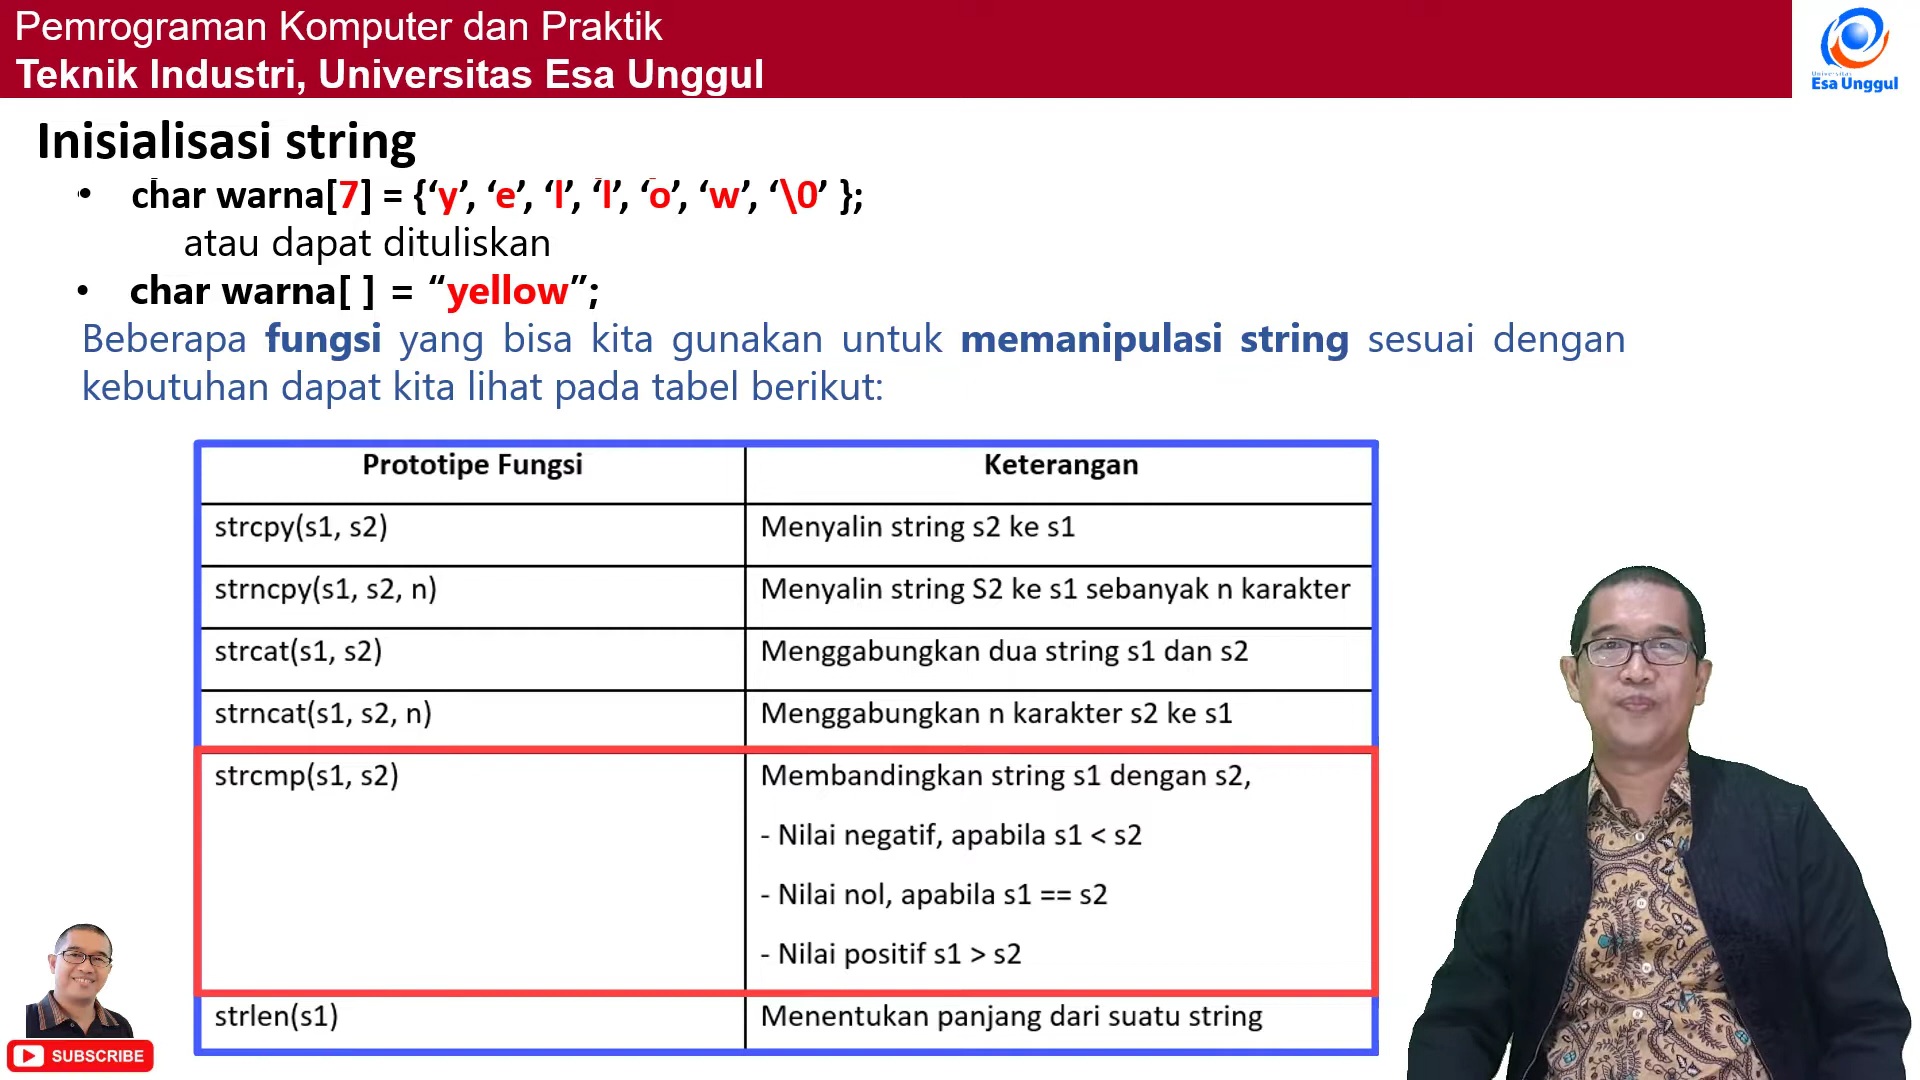 Pemrograman Komputer dan Praktik
Teknik Industri, Universitas Esa Unggul
Universitas
Esa Unggul
Inisialisasi string
• char warna[7] = {‘y’, ‘e’, ‘l’, ‘l’, ‘o’, ‘w’, ‘\0’ };
atau dapat dituliskan
• char warna[ ] = “yellow”;
Beberapa fungsi yang bisa kita gunakan untuk memanipulasi string sesuai dengan
kebutuhan dapat kita lihat pada tabel berikut:
Prototipe Fungsi Keterangan
strcpy(s1, s2) Menyalin string s2 ke s1
strncpy(s1, s2, n) Menyalin string S2 ke s1 sebanyak n karakter
strcat(s1, s2) Menggabungkan dua string s1 dan s2
strncat(s1, s2, n) Menggabungkan n karakter s2 ke s1
strcmp(s1, s2) Membandingkan string s1 dengan s2,
- Nilai negatif, apabila s1 < s2
- Nilai nol, apabila s1 == s2
- Nilai positif s1 > s2
strlen(s1) Menentukan panjang dari suatu string
SUBSCRIBE